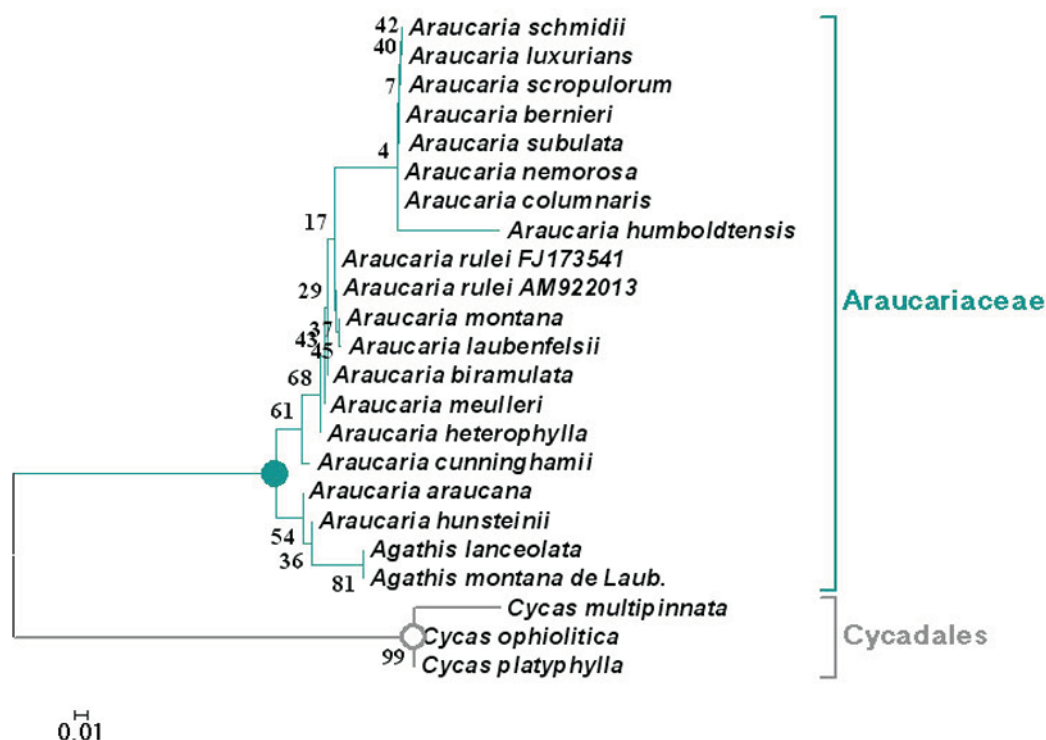 42 Araucaria schmidii
40 Araucaria luxurians
7 Araucaria scropulorum
Araucaria bernieri
Araucaria subulata
4 Araucaria nemorosa
Araucaria columnaris
17 Araucaria humboldtensis
Araucaria rulei FJ173541
29 Araucaria rulei AM922013
37 Araucaria montana
43 45 Araucaria laubenfelsii
68 Araucaria biramulata
61 Araucaria meulleri
Araucaria heterophylla
Araucaria cunninghamii
Araucaria araucana
54 Araucaria hunsteinii
36 Agathis lanceolata
81 Agathis montana de Laub.
Araucariaceae
Cycas multipinnata
Cycas ophiolitica
99 Cycas platyphylla
Cycadales
0.01